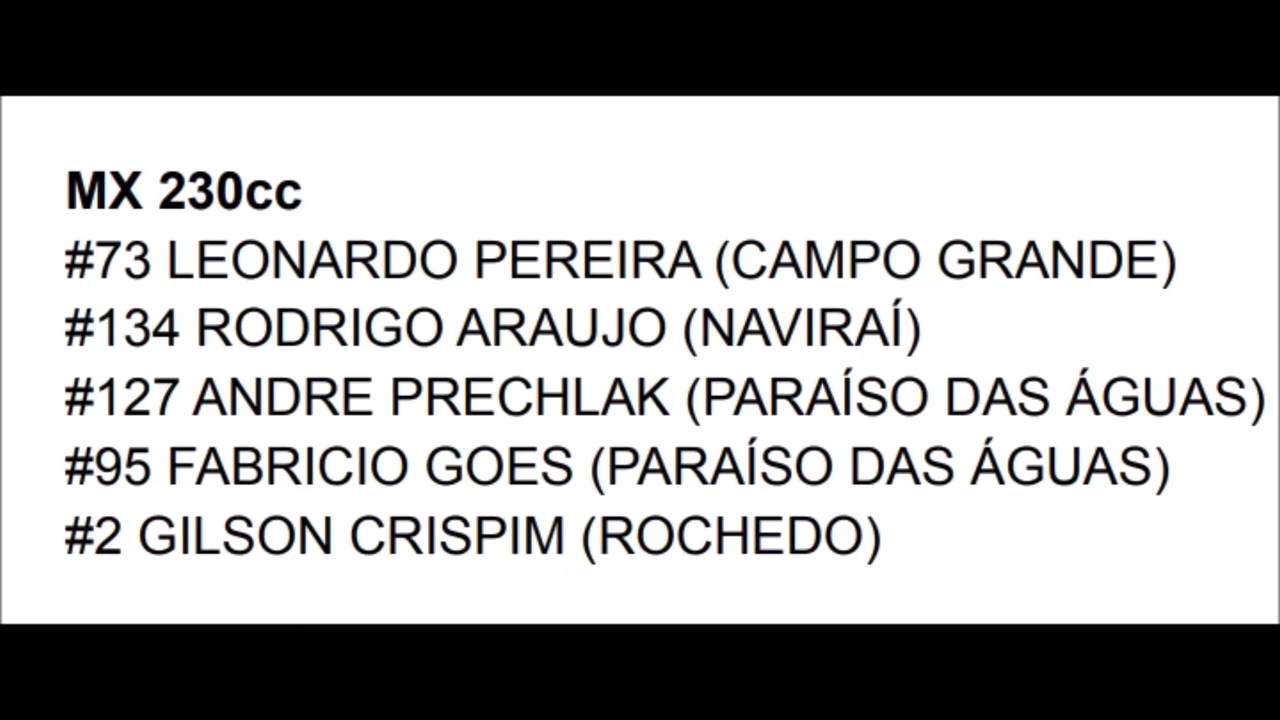 MX 230cc
#73 LEONARDO PEREIRA (CAMPO GRANDE)
#134 RODRIGO ARAUJO (NAVIRAÍ)
#127 ANDRE PRECHLAK (PARAÍSO DAS ÁGUAS)
#95 FABRICIO GOES (PARAÍSO DAS ÁGUAS)
#2 GILSON CRISPIM (ROCHEDO)